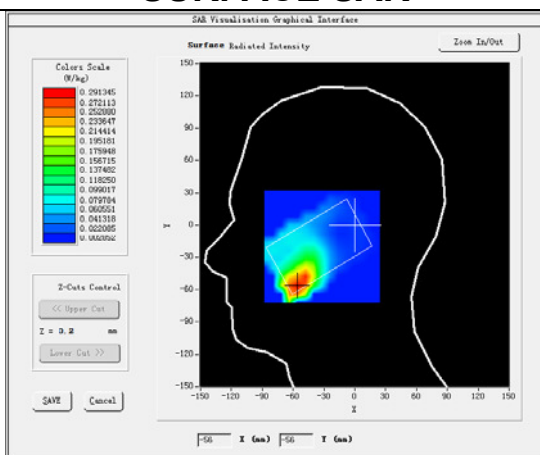 SAR Visualisation Graphical Interface
Surface Radiated Intensity
Zoom In/Out
Colors Scale
(W/kg)
0.291345
0.272113
0.252880
0.233647
0.214414
0.195181
0.175948
0.156715
0.137482
0.118250
0.099017
0.079784
0.060551
0.041318
0.022085
0.002852
Z-Cuts Control
<< Upper Cut
Z = 3.2 mm
Lower Cut >>
SAVE
Cancel
150
120
90
60
30
0
-30
-60
-90
-120
-150
Y
-150 -120 -90 -60 -30 0 30 60 90 120 150
X
-56 X (mm) -56 Y (mm)